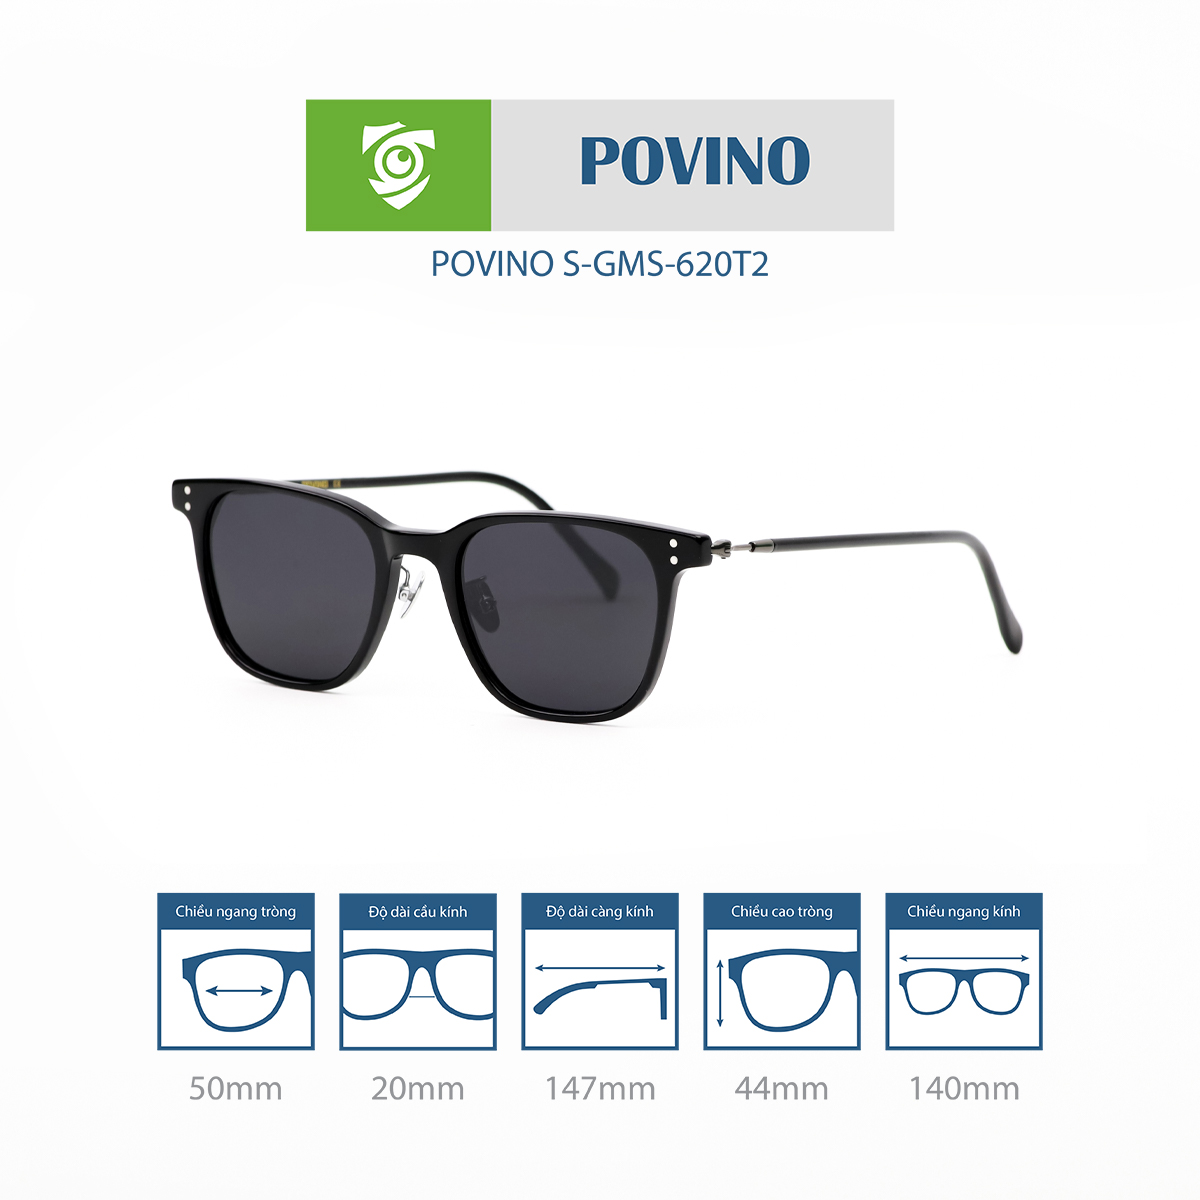 POVINO
POVINO S-GMS-620T2
Chiều ngang tròng
Độ dài cầu kính
Độ dài càng kính
Chiều cao tròng
Chiều ngang kính
50mm
20mm
147mm
44mm
140mm